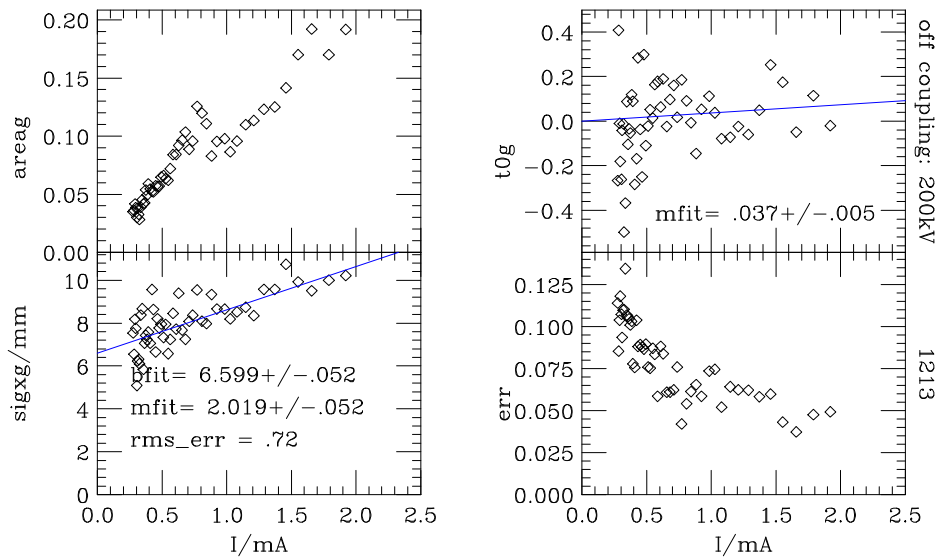 0.20
0.15
0.10
0.05
0.00
areag
0.4
0.2
0.0
-0.2
-0.4
t0g
mfit= .037+/-.005
off coupling: 200kV
10
8
6
4
2
0
sigxg/mm
bfit= 6.599+/-.052
mfit= 2.019+/-.052
rms_err = .72
0.0 0.5 1.0 1.5 2.0 2.5
I/mA
0.125
0.100
0.075
0.050
0.025
0.000
err
1213
0.0 0.5 1.0 1.5 2.0 2.5
I/mA